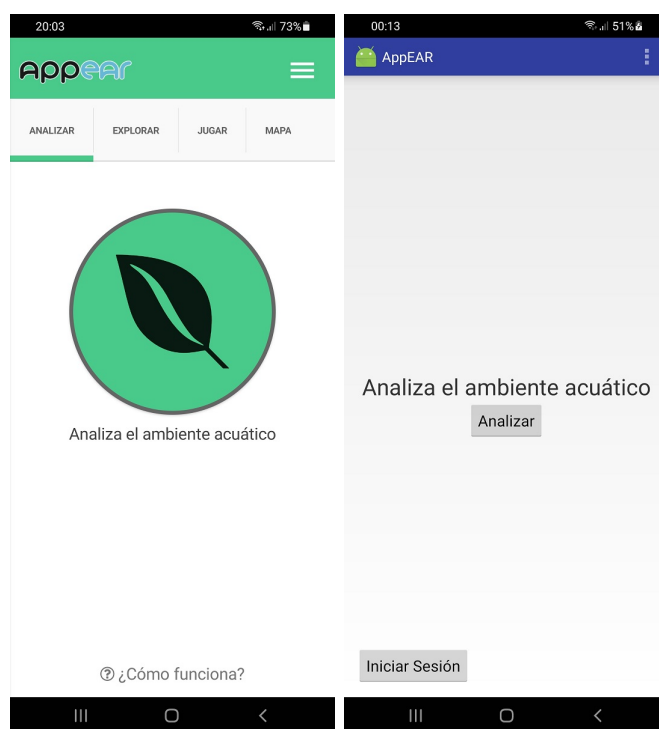 20:03
73%
appear
ANALIZAR
EXPLORAR
JUGAR
MAPA
Analiza el ambiente acuático
¿Cómo funciona?
00:13
51%
AppEAR
Analiza el ambiente acuático
Analizar
Iniciar Sesión